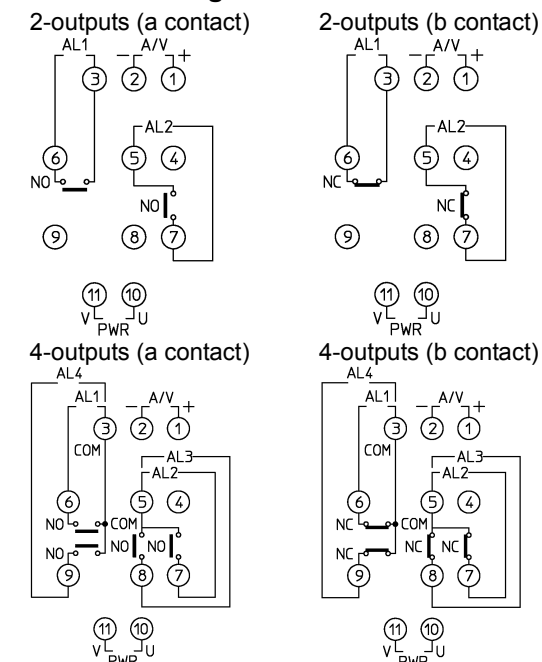 2-outputs (a contact)
AL1
− A/V +
3 2 1
AL2
6 5 4
NO
NO
9 8 7
11 10
V PWR U
2-outputs (b contact)
AL1
− A/V +
3 2 1
AL2
6 5 4
NC
NC
9 8 7
11 10
V PWR U
4-outputs (a contact)
AL4
AL1 − A/V +
3 2 1
COM
AL3
AL2
6 5 4
NO COM
NO NO NO
9 8 7
11 10
V PWR U
4-outputs (b contact)
AL4
AL1 − A/V +
3 2 1
COM
AL3
AL2
6 5 4
NC COM
NC NC NC
9 8 7
11 10
V PWR U